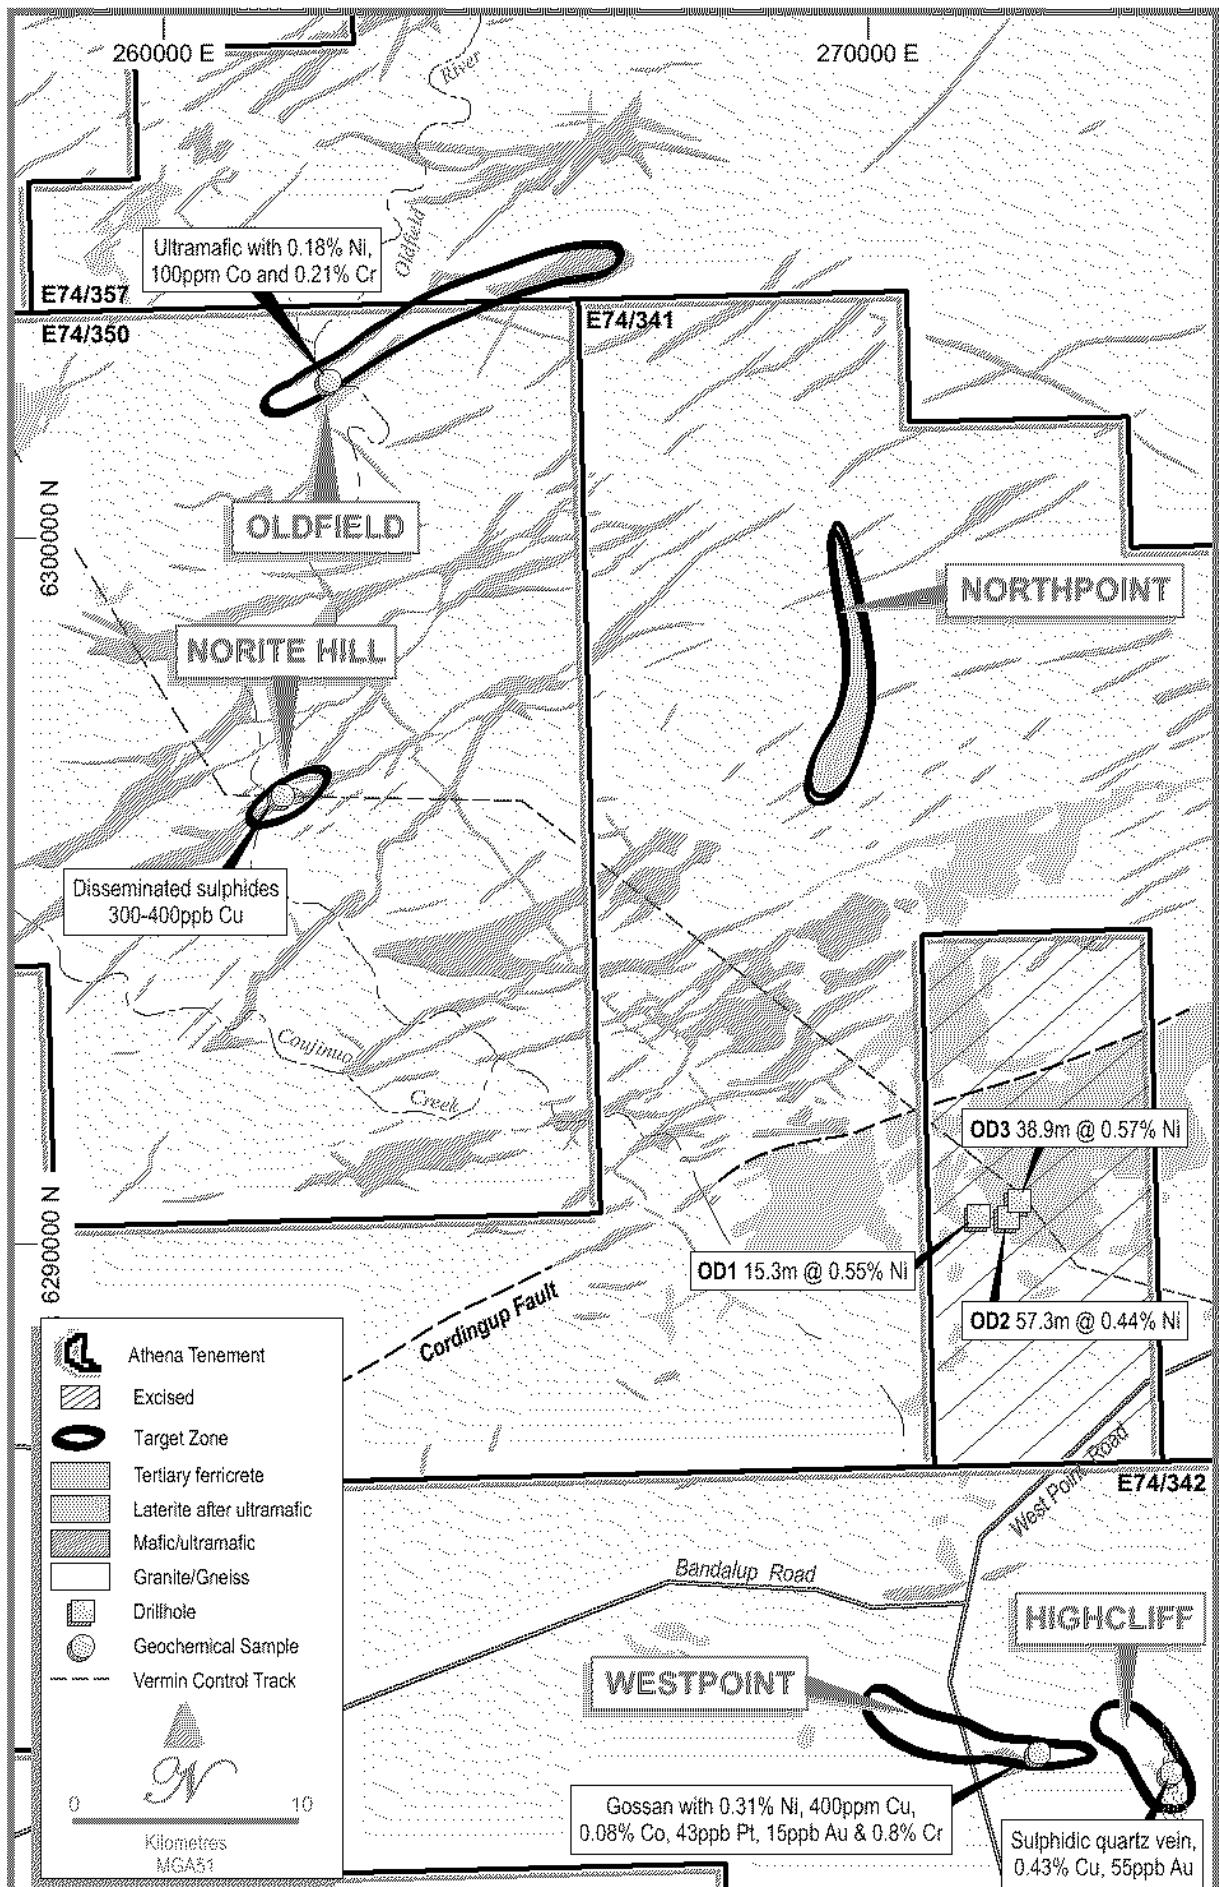 260000 E
270000 E
River
Oldfield
Ultramafic with 0.18% Ni,
100ppm Co and 0.21% Cr
E74/357
E74/350
E74/341
6300000 N
OLDFIELD
NORTHPOINT
NORITE HILL
Disseminated sulphides
300-400ppb Cu
Coujinup
Creek
OD3 38.9m @ 0.57% Ni
6290000 N
OD1 15.3m @ 0.55% Ni
OD2 57.3m @ 0.44% Ni
Cordingup Fault
Athena Tenement
Excised
Target Zone
Tertiary ferricrete
Laterite after ultramafic
Mafic/ultramafic
Granite/Gneiss
Drillhole
Geochemical Sample
Vermin Control Track
N
0 10
Kilometres
MGA51
West Point Road
E74/342
Bandalup Road
HIGHCLIFF
WESTPOINT
Gossan with 0.31% Ni, 400ppm Cu,
0.08% Co, 43ppb Pt, 15ppb Au & 0.8% Cr
Sulphidic quartz vein,
0.43% Cu, 55ppb Au